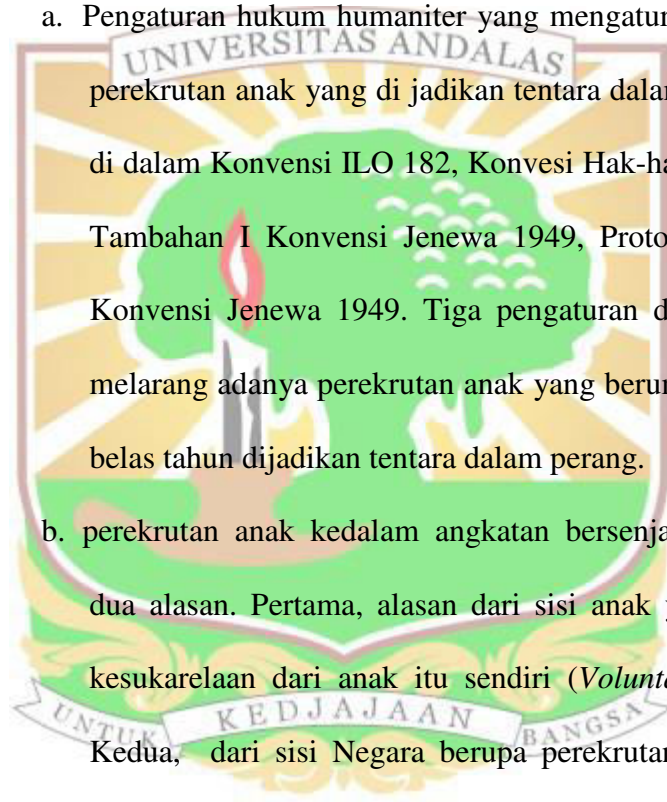 a. Pengaturan hukum humaniter yang mengatur
UNIVERSITAS ANDALAS
perekrutan anak yang di jadikan tentara dalam
di dalam Konvensi ILO 182, Konvesi Hak-ha
Tambahan I Konvensi Jenewa 1949, Proto
Konvensi Jenewa 1949. Tiga pengaturan d
melarang adanya perekrutan anak yang berum
belas tahun dijadikan tentara dalam perang.
b. perekrutan anak kedalam angkatan bersenja
dua alasan. Pertama, alasan dari sisi anak
kesukarelaan dari anak itu sendiri (Volunta
UNTUK KEDJAJAAN BANGSA
Kedua, dari sisi Negara berupa perekrutan